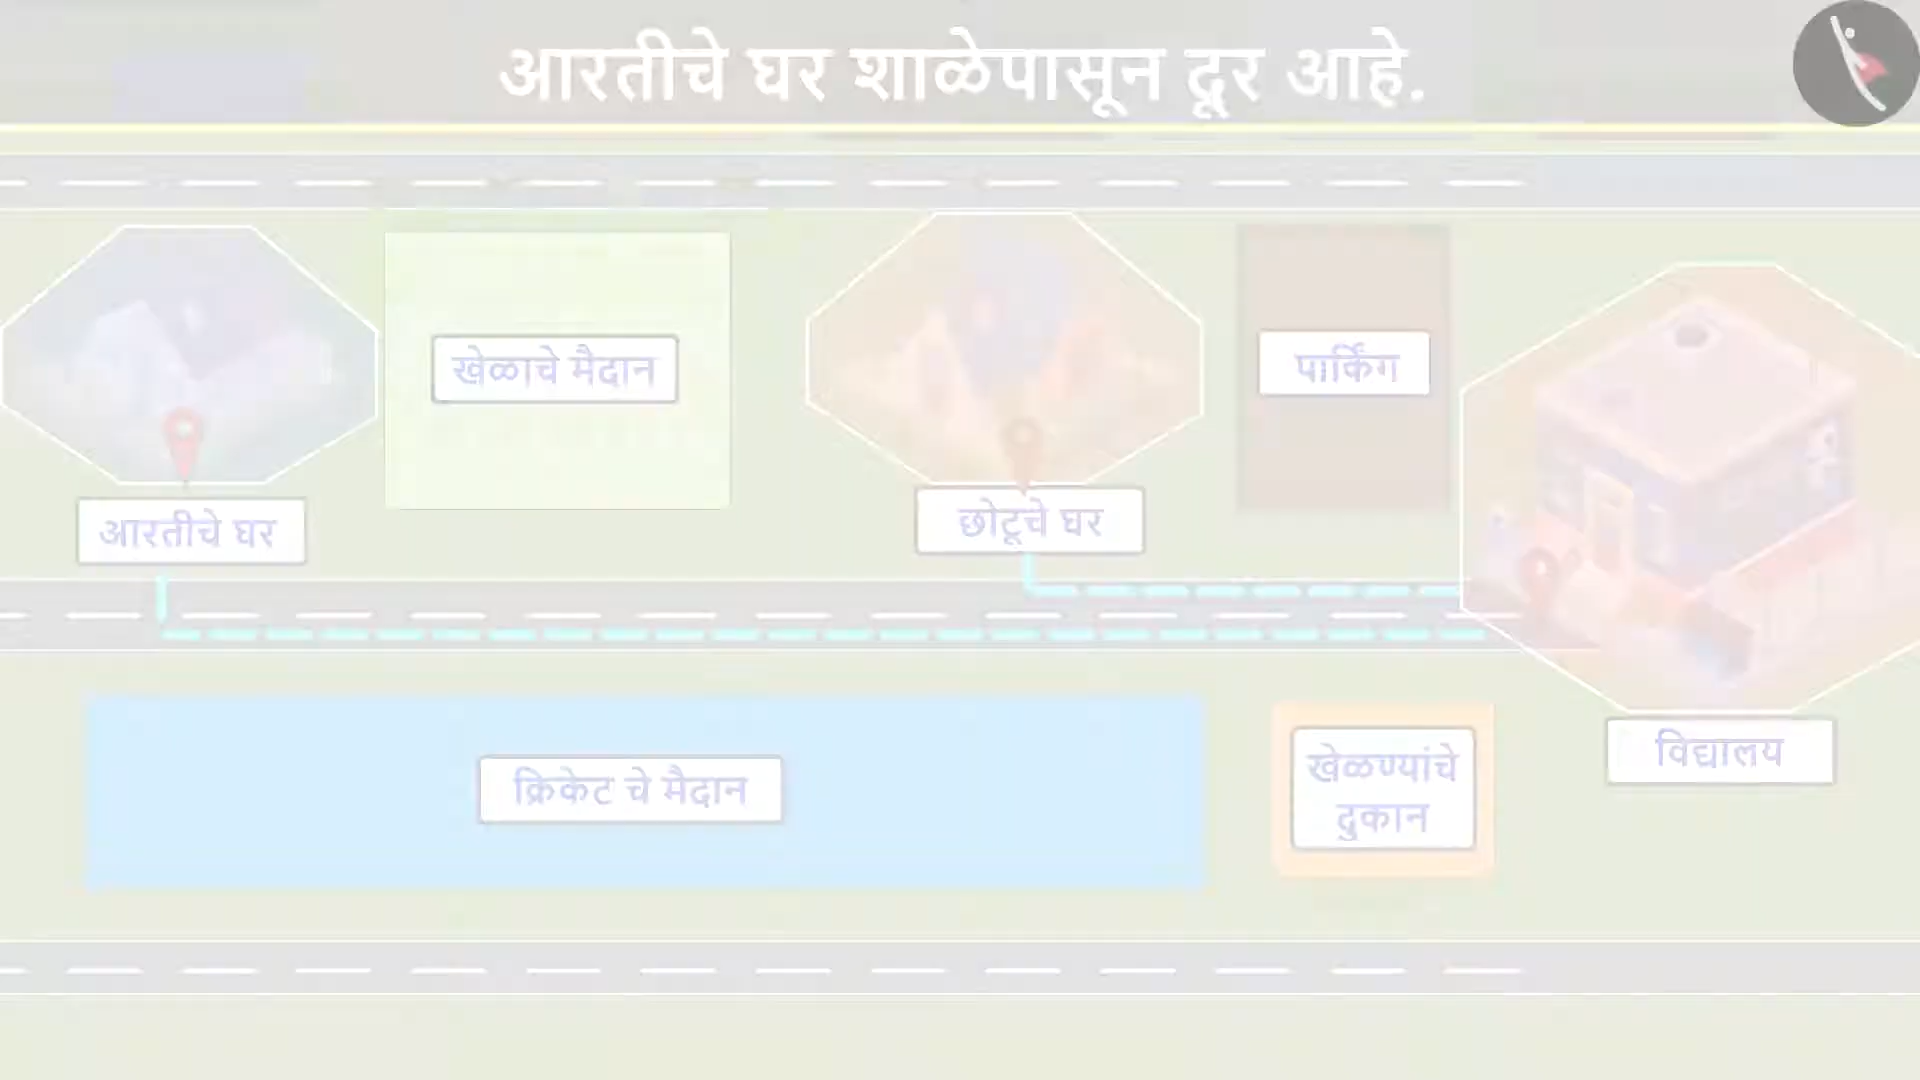 आरतीचे घर शाळेपासून दूर आहे.
खेळाचे मैदान
पार्किंग
आरतीचे घर
छोटूचे घर
विद्यालय
क्रिकेट चे मैदान
खेळण्यांचे
दुकान